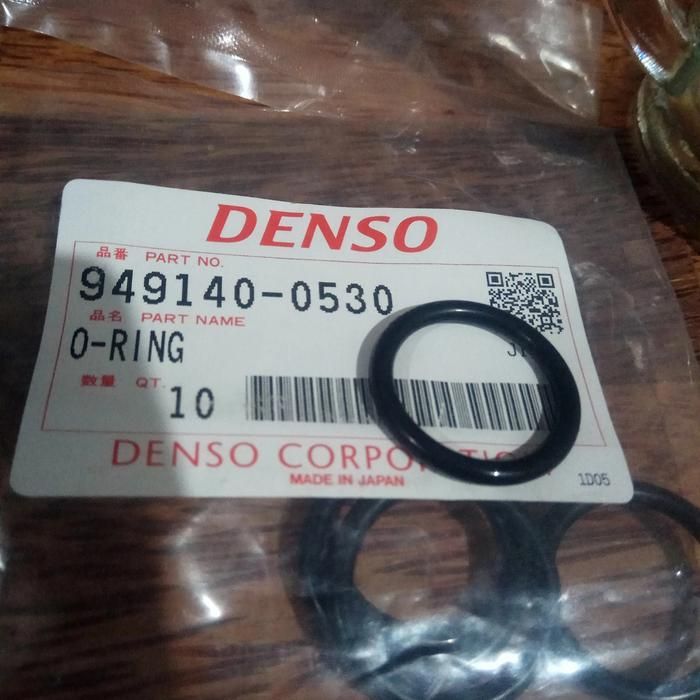 DENSO
品番 PART NO.
949140-0530
品名 PART NAME
O-RING
数量 QT.
10
DENSO CORPORATION
MADE IN JAPAN
1D05